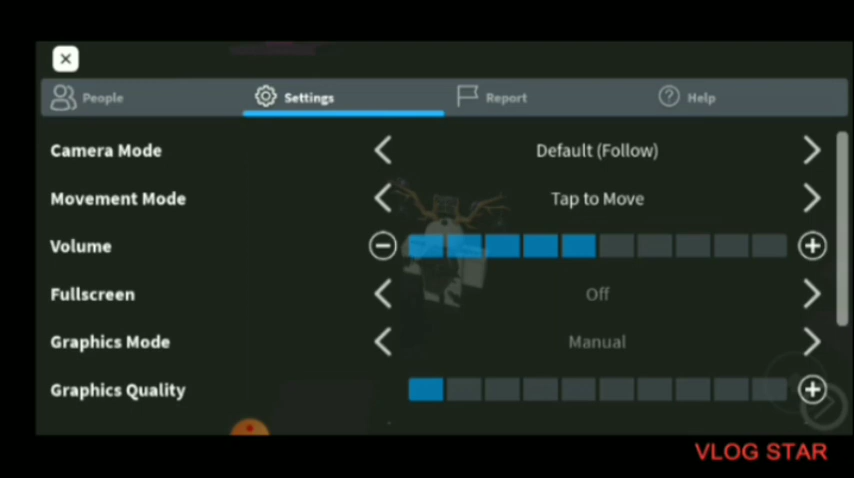 People
Settings
Report
Help
Camera Mode
Default (Follow)
Movement Mode
Tap to Move
Volume
Fullscreen
Off
Graphics Mode
Manual
Graphics Quality
VLOG STAR